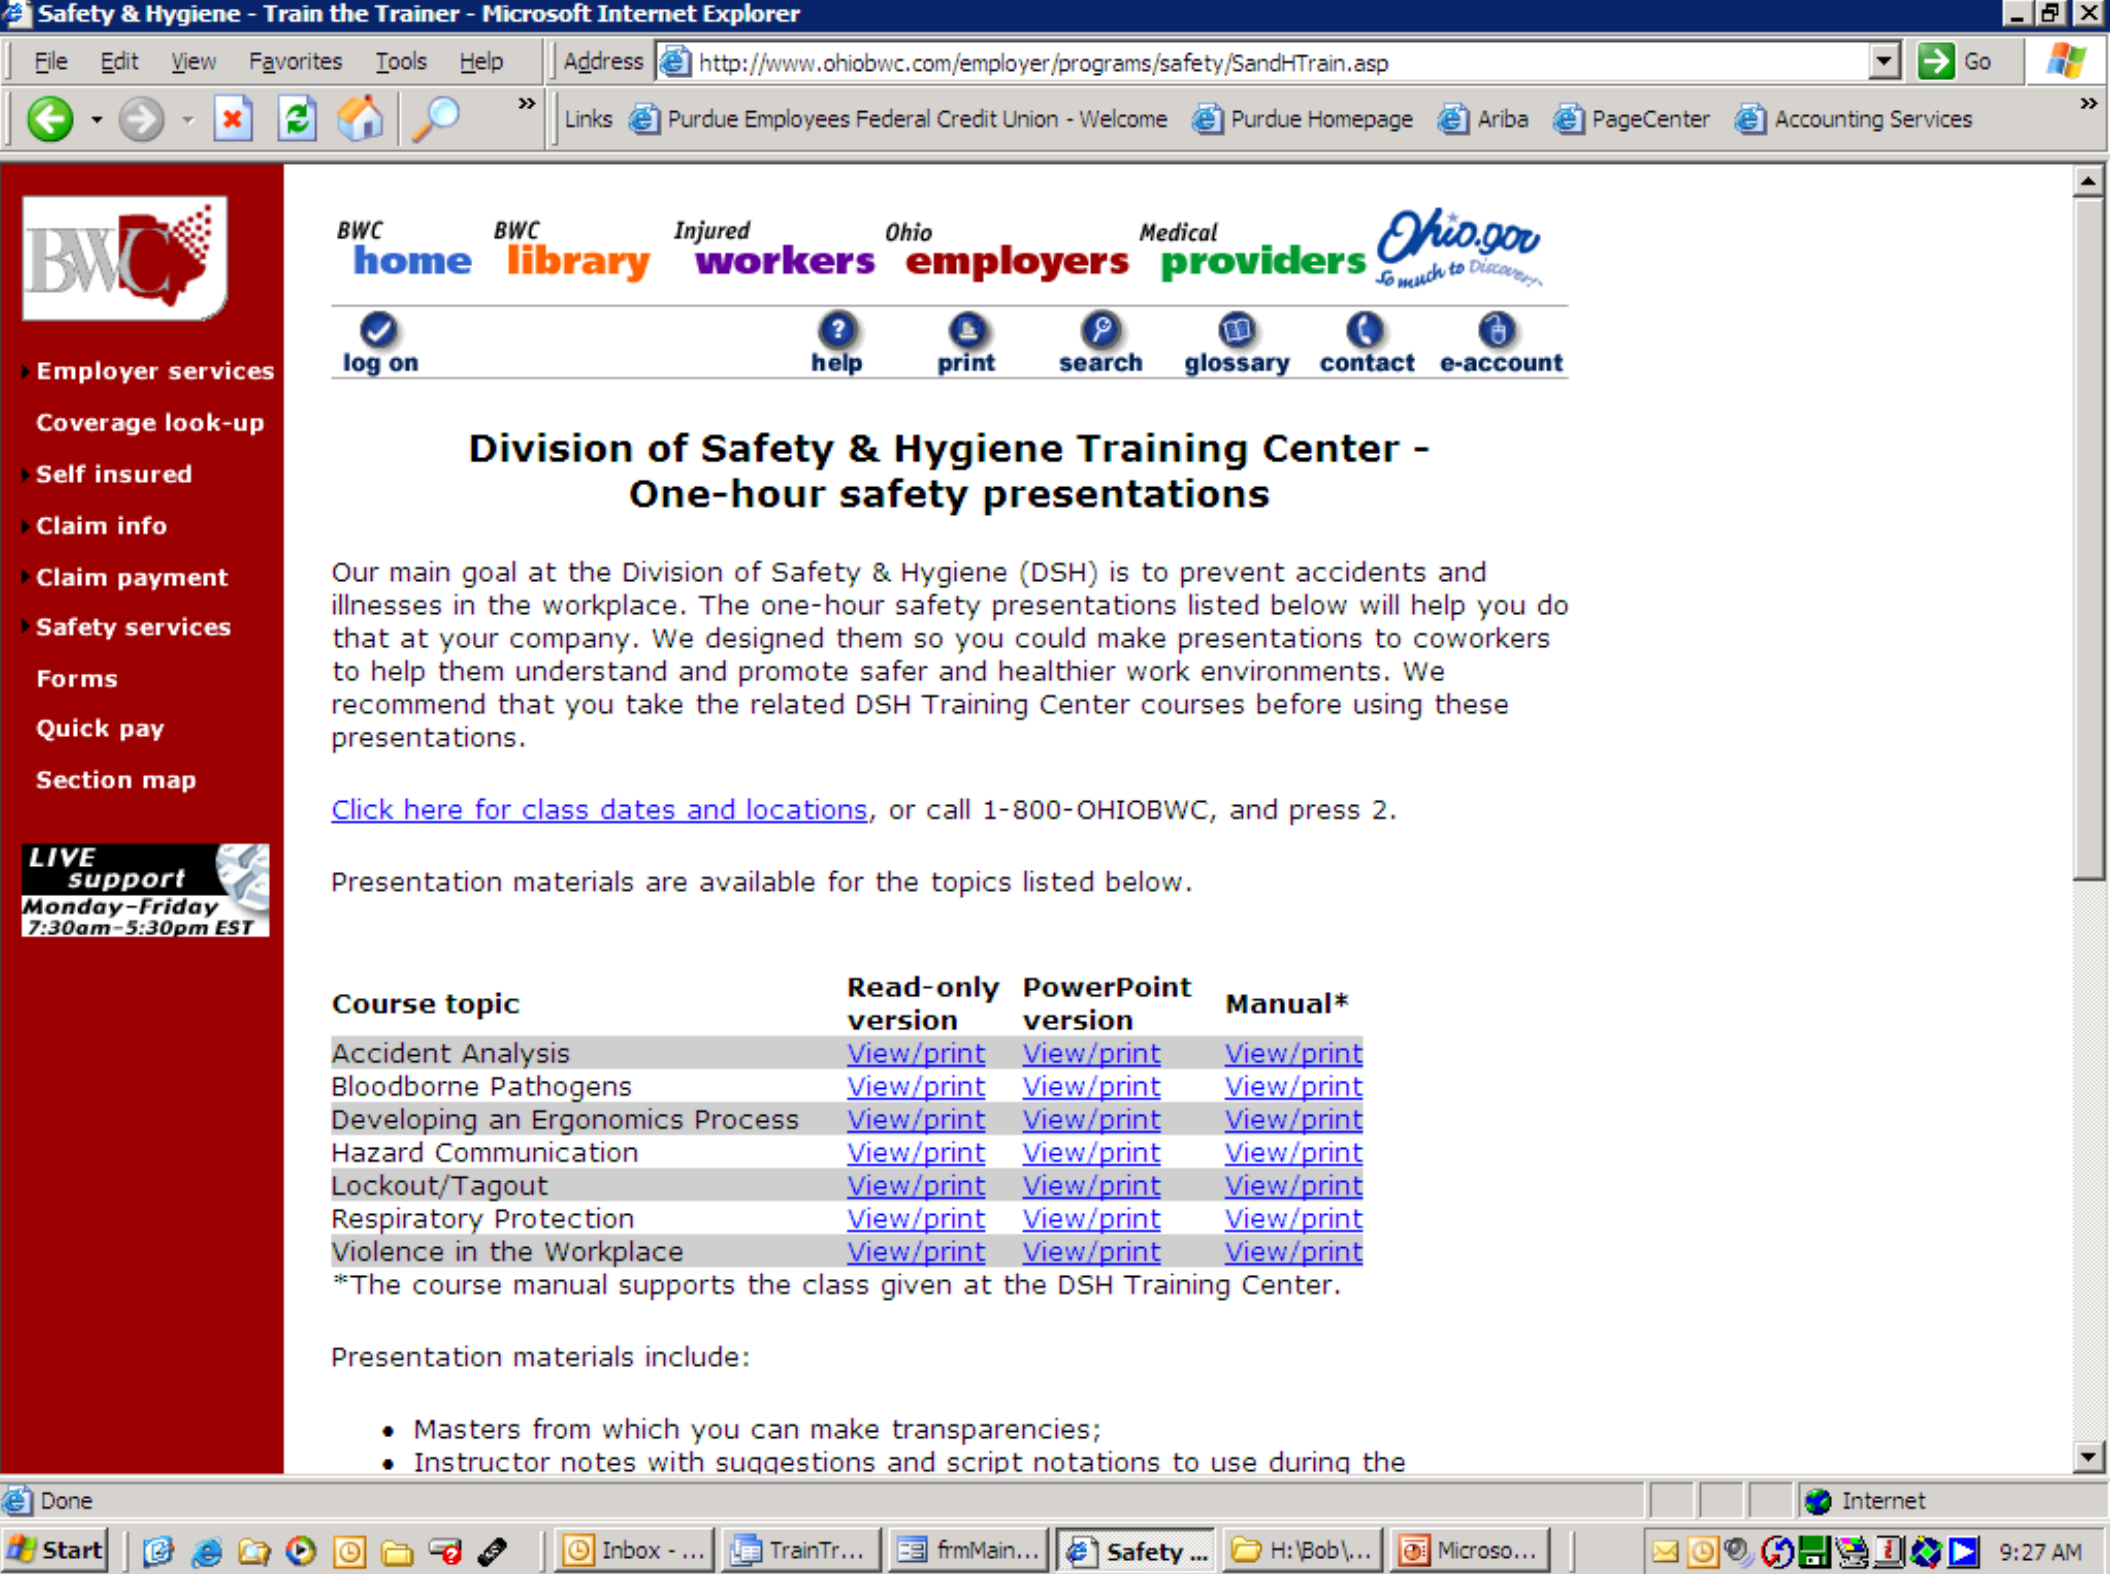 Safety & Hygiene - Train the Trainer - Microsoft Internet Explorer
File Edit View Favorites Tools Help Address http://www.ohiobwc.com/employer/programs/safety/SandHTrain.asp Go
» Links Purdue Employees Federal Credit Union - Welcome Purdue Homepage Ariba PageCenter Accounting Services »
BWC
Employer services
Coverage look-up
Self insured
Claim info
Claim payment
Safety services
Forms
Quick pay
Section map
LIVE
support
Monday-Friday
7:30am-5:30pm EST
BWC home
BWC library
Injured workers
Ohio employers
Medical providers
Ohio.gov
So much to Discover
log on help print search glossary contact e-account
Division of Safety & Hygiene Training Center -
One-hour safety presentations
Our main goal at the Division of Safety & Hygiene (DSH) is to prevent accidents and
illnesses in the workplace. The one-hour safety presentations listed below will help you do
that at your company. We designed them so you could make presentations to coworkers
to help them understand and promote safer and healthier work environments. We
recommend that you take the related DSH Training Center courses before using these
presentations.
Click here for class dates and locations, or call 1-800-OHIOBWC, and press 2.
Presentation materials are available for the topics listed below.
Course topic Read-only version PowerPoint version Manual*
Accident Analysis View/print View/print View/print
Bloodborne Pathogens View/print View/print View/print
Developing an Ergonomics Process View/print View/print View/print
Hazard Communication View/print View/print View/print
Lockout/Tagout View/print View/print View/print
Respiratory Protection View/print View/print View/print
Violence in the Workplace View/print View/print View/print
*The course manual supports the class given at the DSH Training Center.
Presentation materials include:
• Masters from which you can make transparencies;
• Instructor notes with suggestions and script notations to use during the
Done Internet
Start Inbox - ... TrainTr... frmMain... Safety ... H:\Bob\... Microso... 9:27 AM